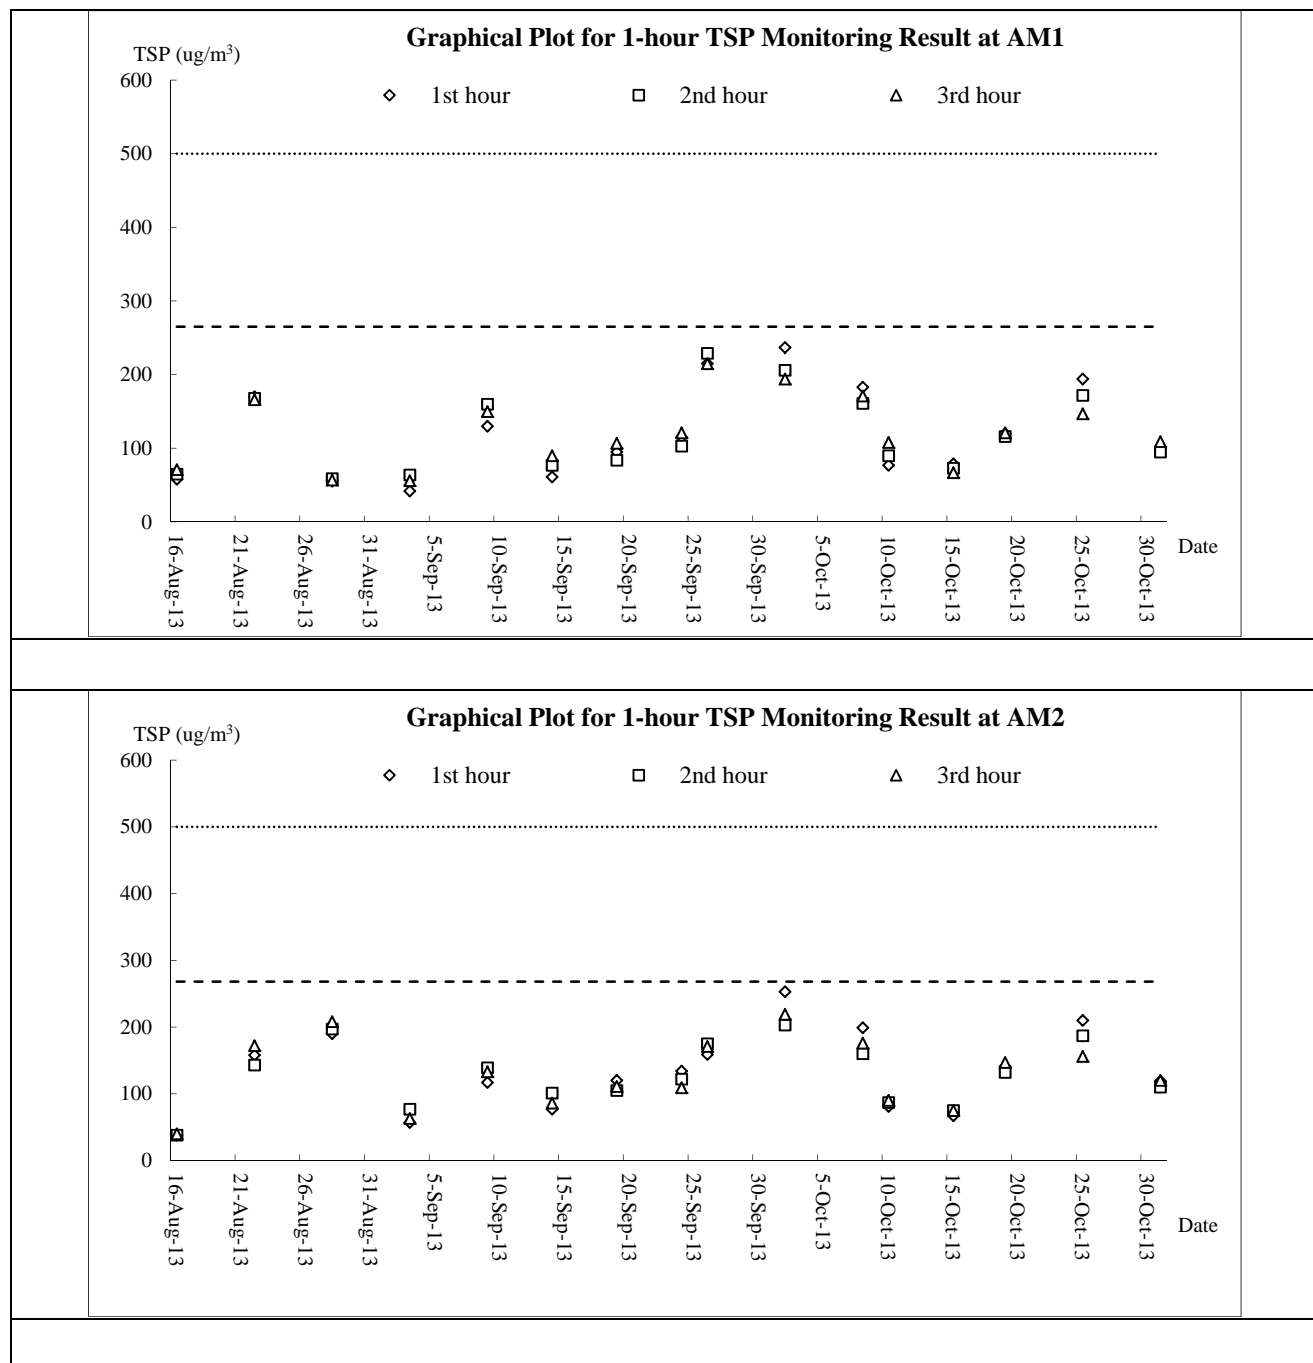 Graphical Plot for 1-hour TSP Monitoring Result at AM1
TSP (ug/m³)
1st hour 2nd hour 3rd hour
600
500
400
300
200
100
0
16-Aug-13 21-Aug-13 26-Aug-13 31-Aug-13 5-Sep-13 10-Sep-13 15-Sep-13 20-Sep-13 25-Sep-13 30-Sep-13 5-Oct-13 10-Oct-13 15-Oct-13 20-Oct-13 25-Oct-13 30-Oct-13
Date
Graphical Plot for 1-hour TSP Monitoring Result at AM2
TSP (ug/m³)
1st hour 2nd hour 3rd hour
600
500
400
300
200
100
0
16-Aug-13 21-Aug-13 26-Aug-13 31-Aug-13 5-Sep-13 10-Sep-13 15-Sep-13 20-Sep-13 25-Sep-13 30-Sep-13 5-Oct-13 10-Oct-13 15-Oct-13 20-Oct-13 25-Oct-13 30-Oct-13
Date